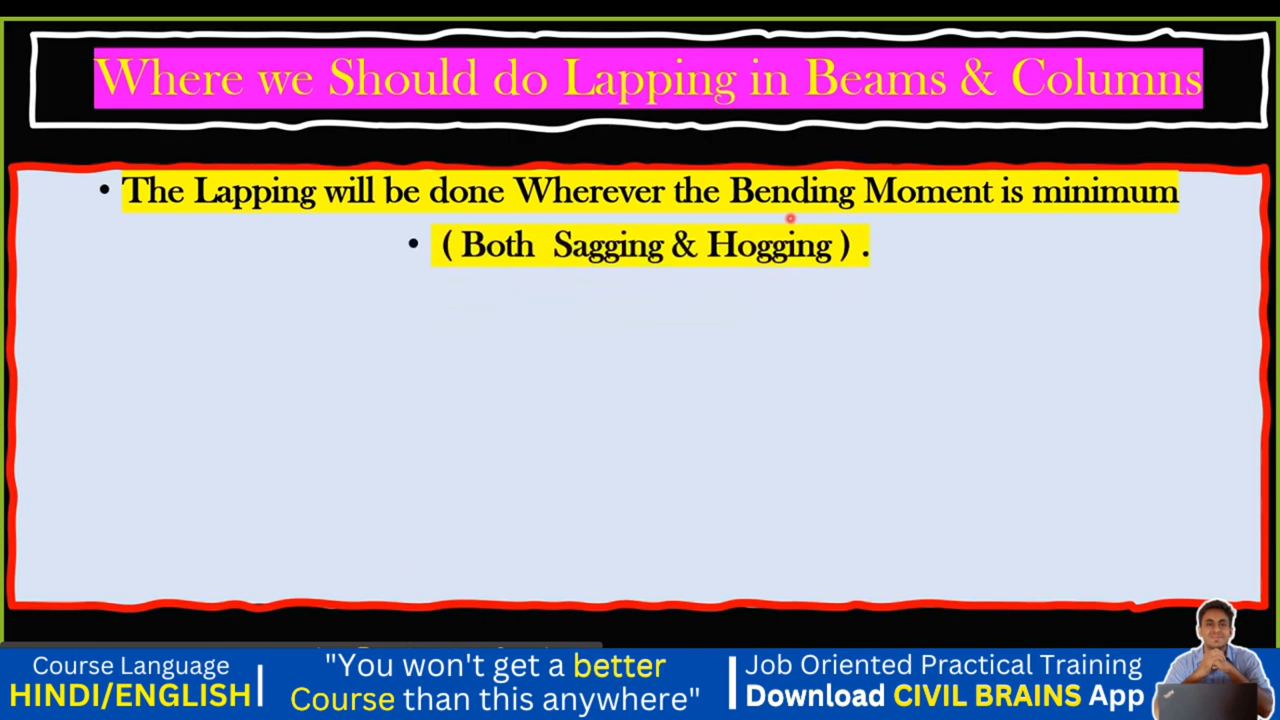 Where we Should do Lapping in Beams & Columns
• The Lapping will be done Wherever the Bending Moment is minimum
• ( Both Sagging & Hogging ) .
Course Language
HINDI/ENGLISH
"You won't get a better
Course than this anywhere"
Job Oriented Practical Training
Download CIVIL BRAINS App